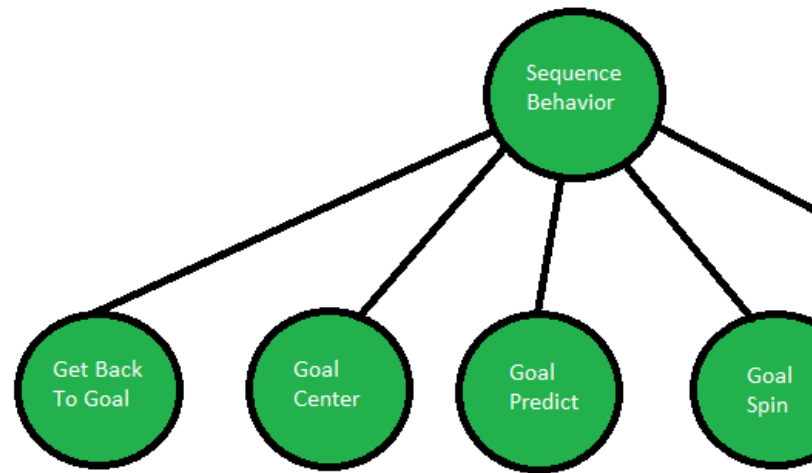 Sequence
Behavior
Get Back
To Goal
Goal
Center
Goal
Predict
Goal
Spin